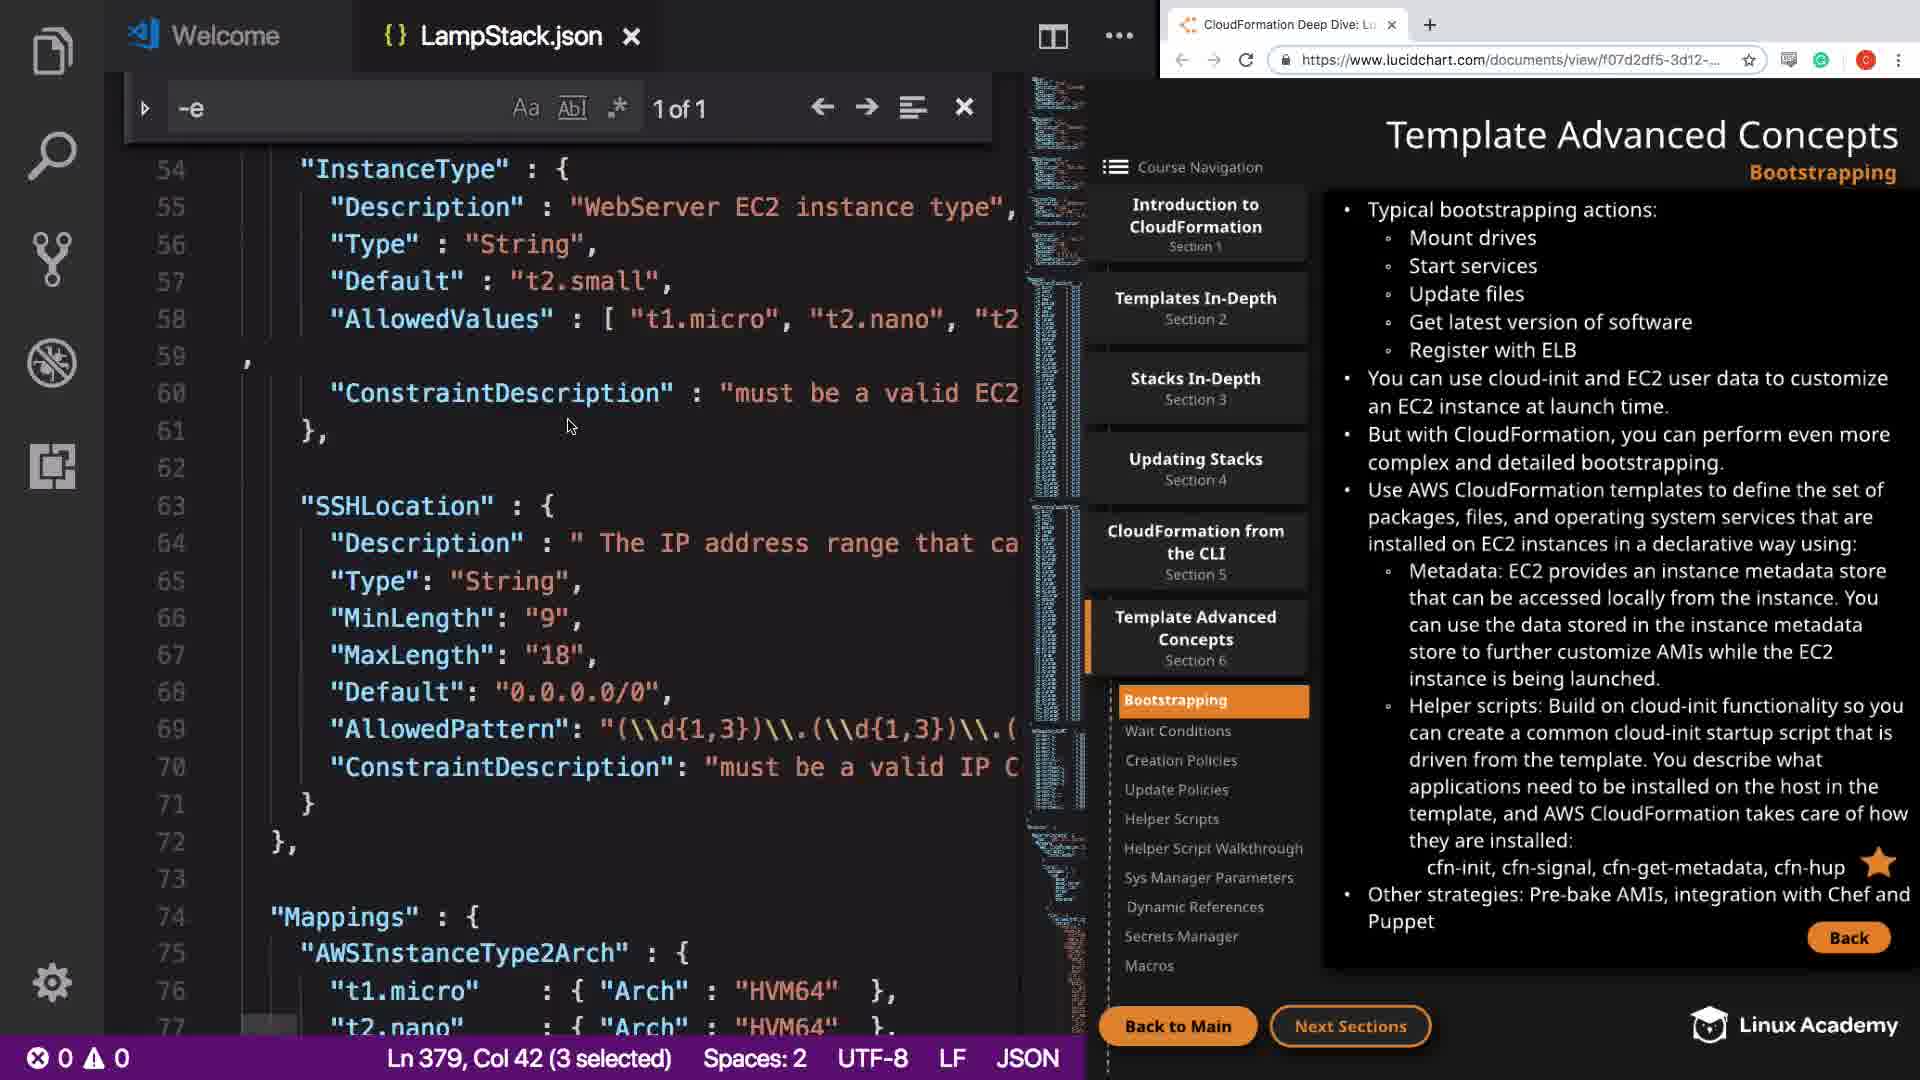 Welcome
{} LampStack.json
-e
Aa
Abl
.*
1 of 1
54 "InstanceType" : {
55 "Description" : "WebServer EC2 instance type",
56 "Type" : "String",
57 "Default" : "t2.small",
58 "AllowedValues" : [ "t1.micro", "t2.nano", "t2
59 ,
60 "ConstraintDescription" : "must be a valid EC2
61 },
62
63 "SSHLocation" : {
64 "Description" : " The IP address range that ca
65 "Type": "String",
66 "MinLength": "9",
67 "MaxLength": "18",
68 "Default": "0.0.0.0/0",
69 "AllowedPattern": "(\\d{1,3})\\.(\\d{1,3})\\.(
70 "ConstraintDescription": "must be a valid IP C
71 }
72 },
73
74 "Mappings" : {
75 "AWSInstanceType2Arch" : {
76 "t1.micro" : { "Arch" : "HVM64" },
77 "t2.nano" : { "Arch" : "HVM64" },
0
0
Ln 379, Col 42 (3 selected)
Spaces: 2
UTF-8
LF
JSON
CloudFormation Deep Dive: Lu
https://www.lucidchart.com/documents/view/f07d2df5-3d12-...
C
Template Advanced Concepts
Bootstrapping
Course Navigation
Introduction to
CloudFormation
Section 1
Templates In-Depth
Section 2
Stacks In-Depth
Section 3
Updating Stacks
Section 4
CloudFormation from
the CLI
Section 5
Template Advanced
Concepts
Section 6
Bootstrapping
Wait Conditions
Creation Policies
Update Policies
Helper Scripts
Helper Script Walkthrough
Sys Manager Parameters
Dynamic References
Secrets Manager
Macros
Back to Main
Next Sections
• Typical bootstrapping actions:
◦ Mount drives
◦ Start services
◦ Update files
◦ Get latest version of software
◦ Register with ELB
• You can use cloud-init and EC2 user data to customize
an EC2 instance at launch time.
• But with CloudFormation, you can perform even more
complex and detailed bootstrapping.
• Use AWS CloudFormation templates to define the set of
packages, files, and operating system services that are
installed on EC2 instances in a declarative way using:
◦ Metadata: EC2 provides an instance metadata store
that can be accessed locally from the instance. You
can use the data stored in the instance metadata
store to further customize AMIs while the EC2
instance is being launched.
◦ Helper scripts: Build on cloud-init functionality so you
can create a common cloud-init startup script that is
driven from the template. You describe what
applications need to be installed on the host in the
template, and AWS CloudFormation takes care of how
they are installed:
cfn-init, cfn-signal, cfn-get-metadata, cfn-hup
• Other strategies: Pre-bake AMIs, integration with Chef and
Puppet
Back
Linux Academy